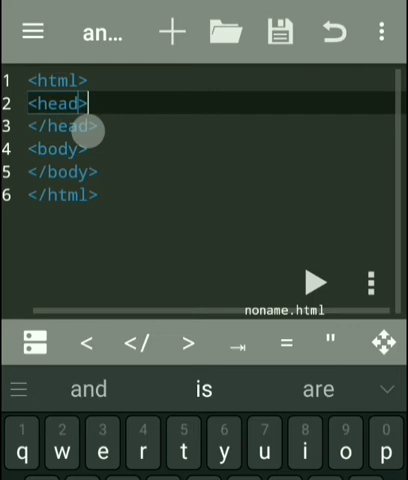 an...
1 <html>
2 <head>
3 </head>
4 <body>
5 </body>
6 </html>
noname.html
< </ > ⇥ = "
and is are
1 2 3 4 5 6 7 8 9 0
q w e r t y u i o p